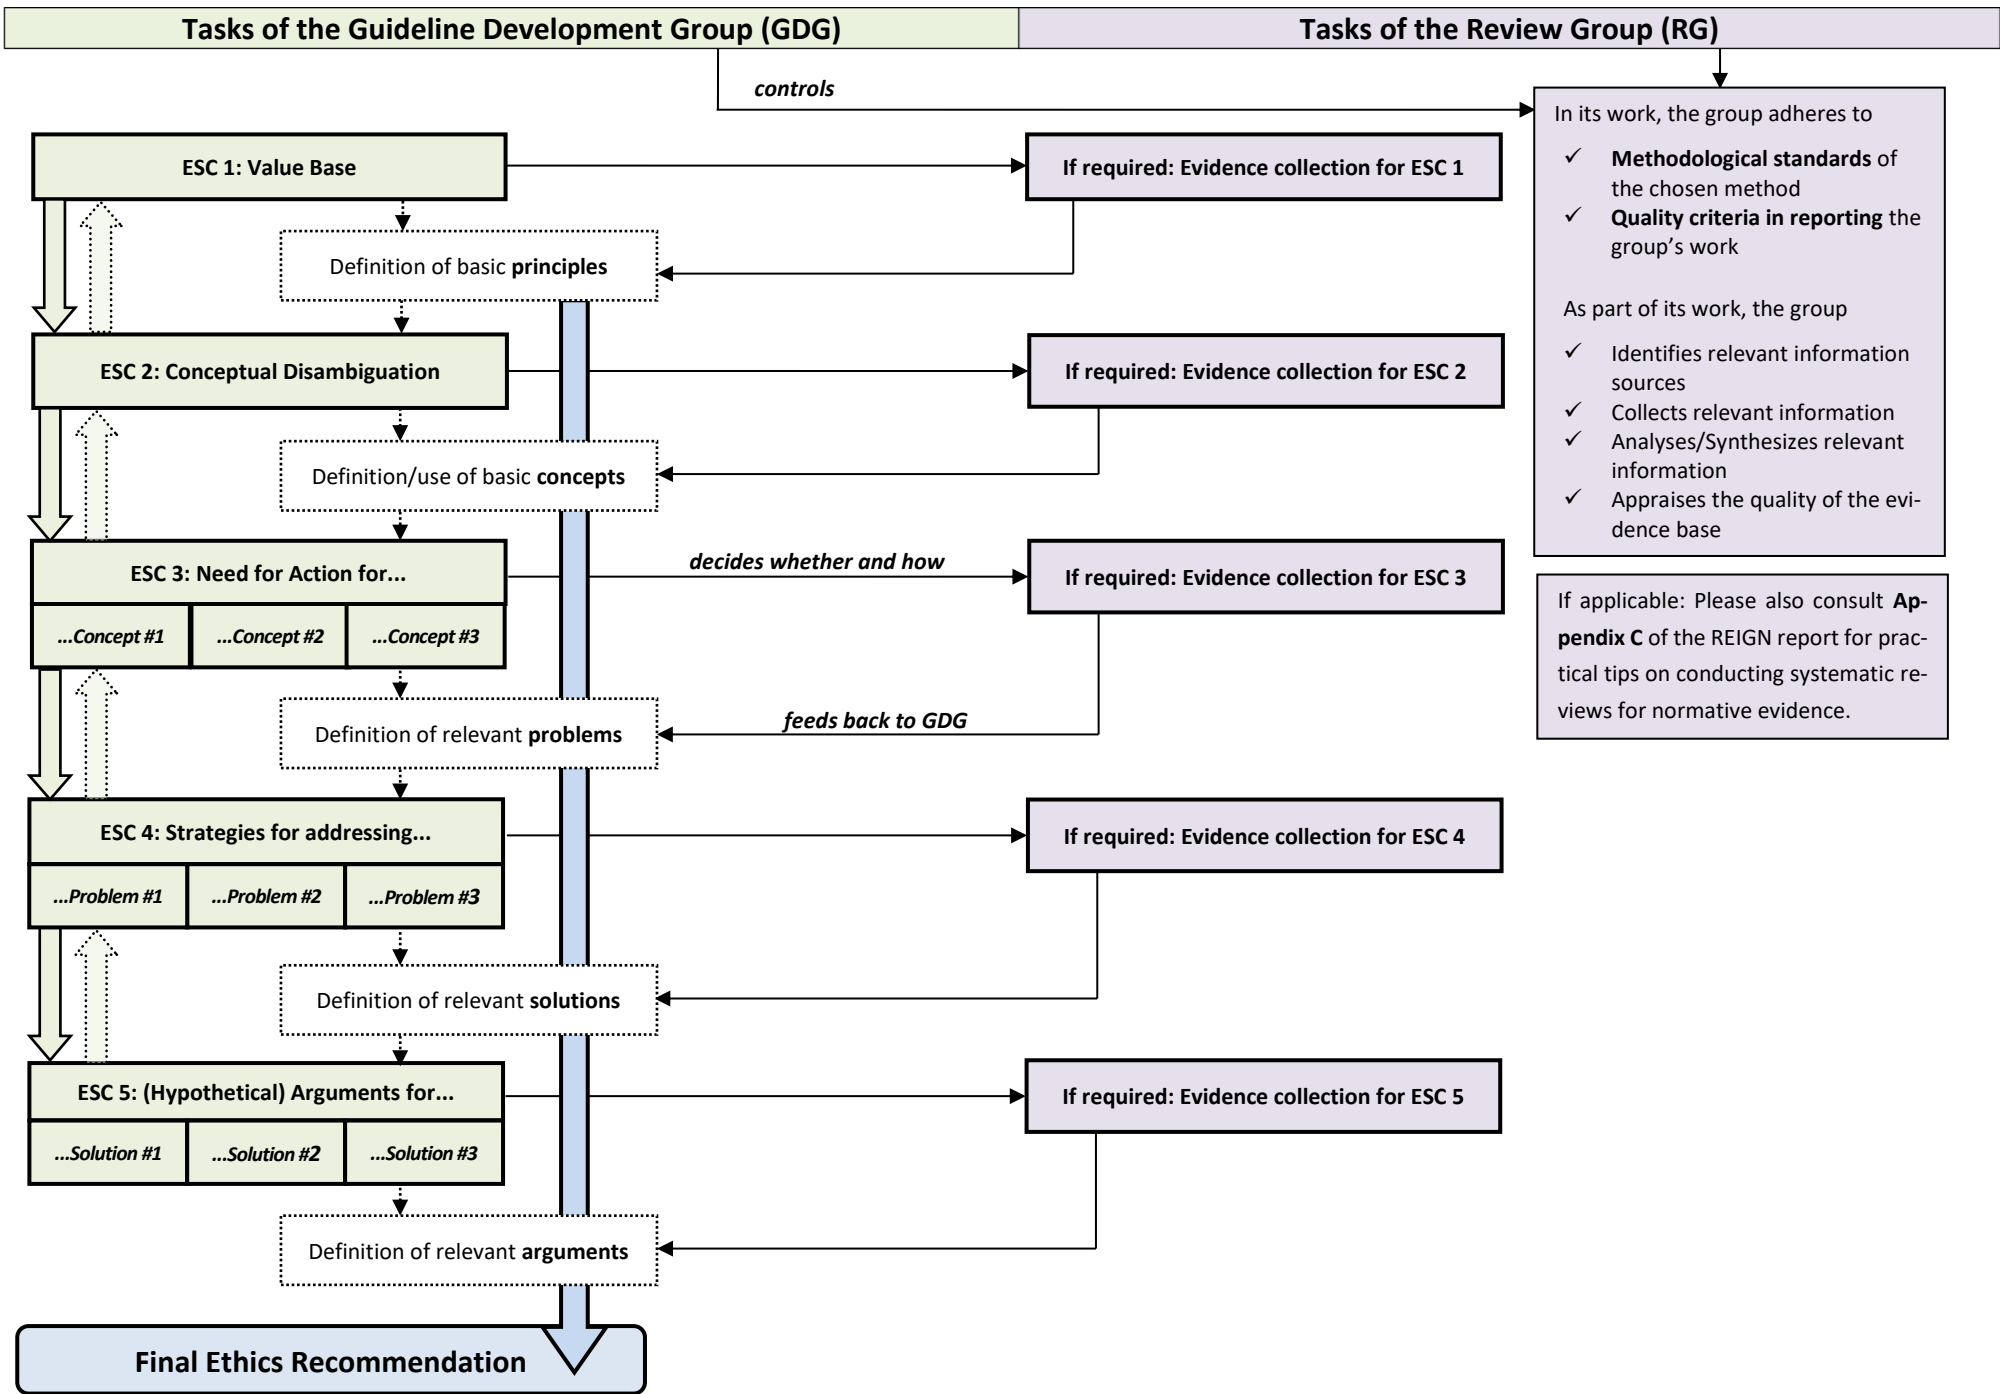 Tasks of the Guideline Development Group (GDG)
Tasks of the Review Group (RG)
controls
In its work, the group adheres to
✓ Methodological standards of
the chosen method
✓ Quality criteria in reporting the
group's work
As part of its work, the group
✓ Identifies relevant information
sources
✓ Collects relevant information
✓ Analyses/Synthesizes relevant
information
✓ Appraises the quality of the evi-
dence base
If applicable: Please also consult Ap-
pendix C of the REIGN report for prac-
tical tips on conducting systematic re-
views for normative evidence.
ESC 1: Value Base
If required: Evidence collection for ESC 1
Definition of basic principles
ESC 2: Conceptual Disambiguation
If required: Evidence collection for ESC 2
Definition/use of basic concepts
ESC 3: Need for Action for...
...Concept #1
...Concept #2
...Concept #3
decides whether and how
If required: Evidence collection for ESC 3
feeds back to GDG
Definition of relevant problems
ESC 4: Strategies for addressing...
...Problem #1
...Problem #2
...Problem #3
If required: Evidence collection for ESC 4
Definition of relevant solutions
ESC 5: (Hypothetical) Arguments for...
...Solution #1
...Solution #2
...Solution #3
If required: Evidence collection for ESC 5
Definition of relevant arguments
Final Ethics Recommendation